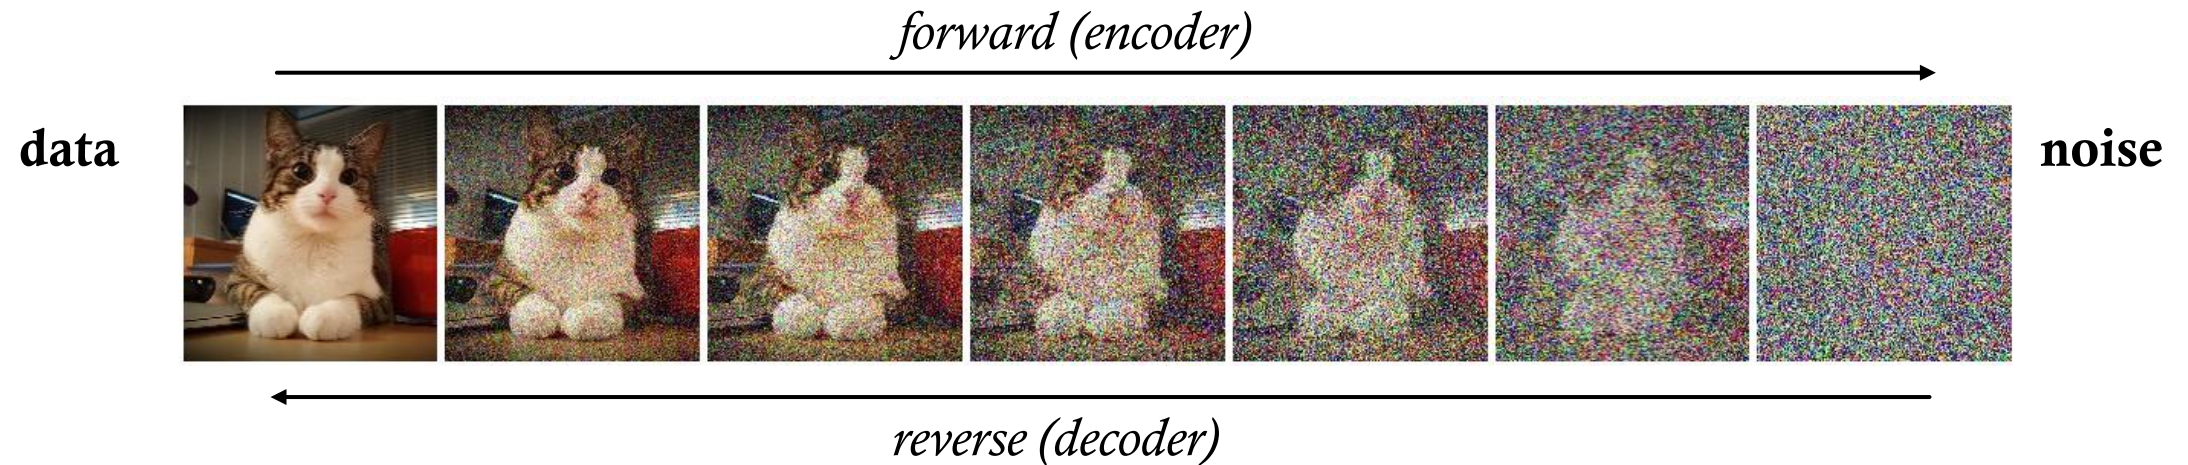 forward (encoder)
data
noise
reverse (decoder)